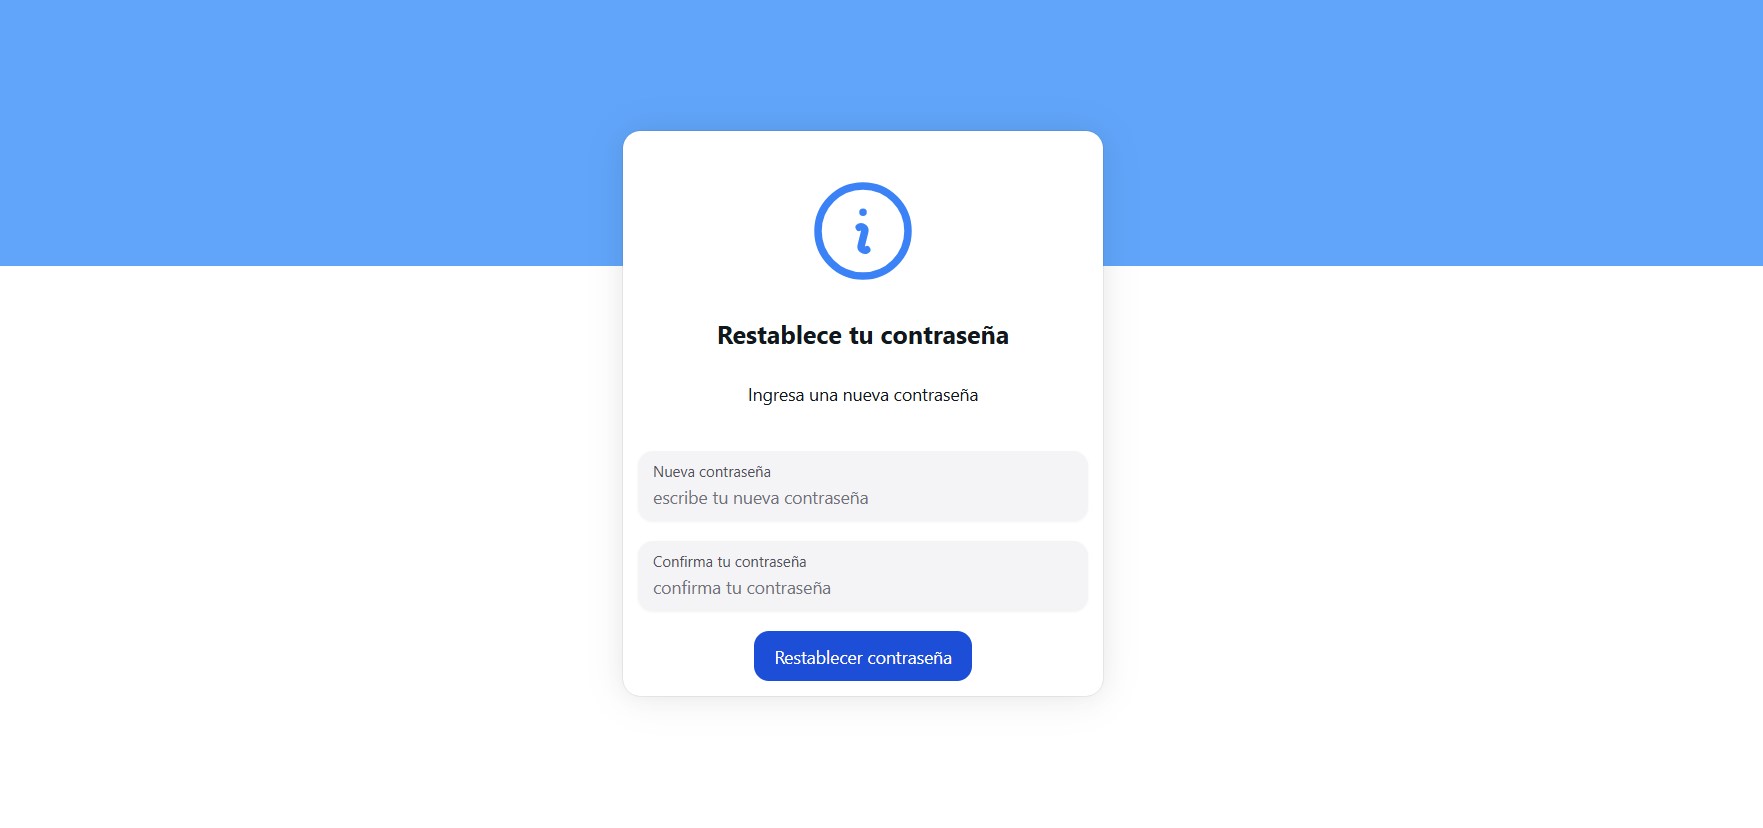 Restablece tu contraseña
Ingresa una nueva contraseña
Nueva contraseña
escribe tu nueva contraseña
Confirma tu contraseña
confirma tu contraseña
Restablecer contraseña